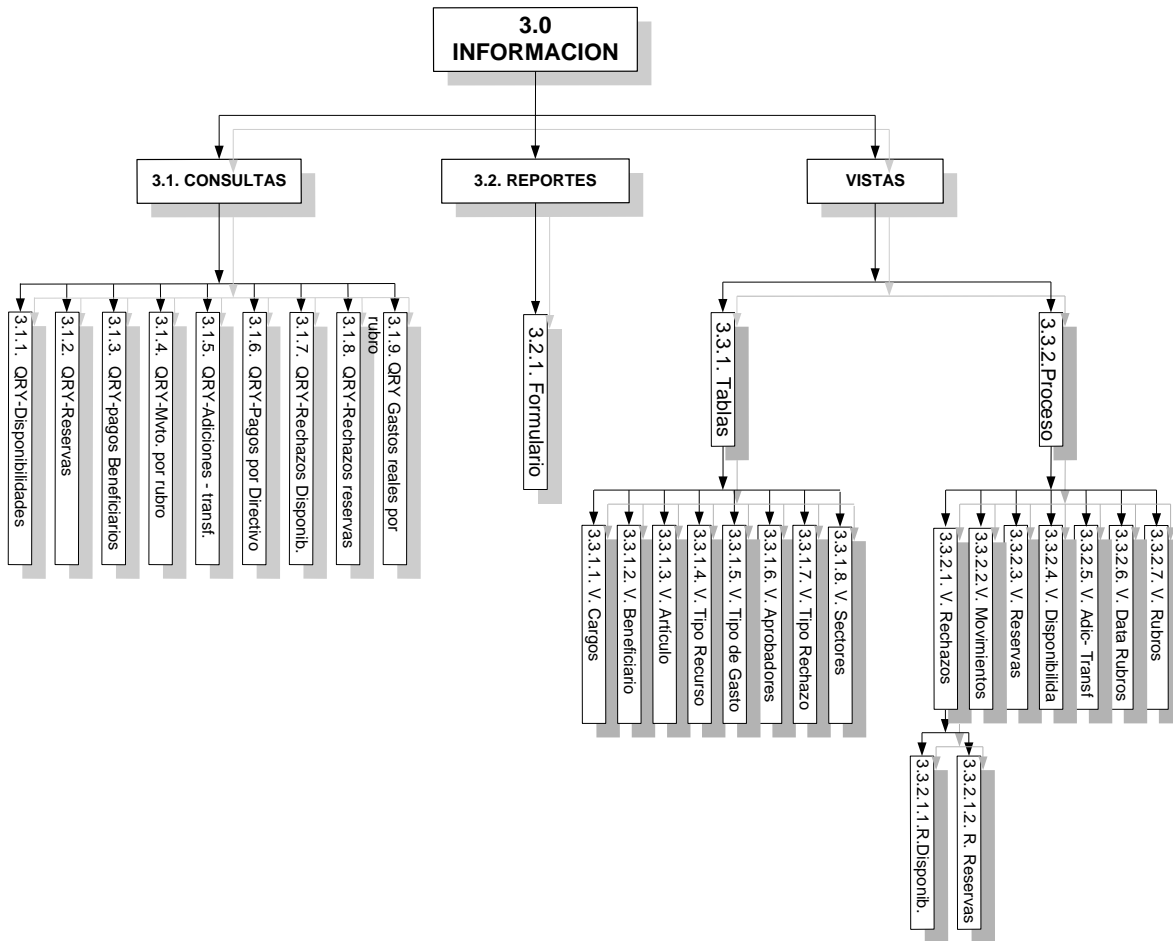 3.0
INFORMACION
3.1. CONSULTAS
3.2. REPORTES
VISTAS
3.1.1. QRY-Disponibilidades
3.1.2. QRY-Reservas
3.1.3. QRY-pagos Beneficiarios
3.1.4. QRY-Mvto. por rubro
3.1.5. QRY-Adiciones - transf.
3.1.6. QRY-Pagos por Directivo
3.1.7. QRY-Rechazos Disponib.
3.1.8. QRY-Rechazos reservas
3.1.9. QRY Gastos reales por
rubro
3.2.1. Formulario
3.3.1. Tablas
3.3.2.Proceso
3.3.1.1. V. Cargos
3.3.1.2. V. Beneficiario
3.3.1.3. V. Artículo
3.3.1.4. V. Tipo Recurso
3.3.1.5. V. Tipo de Gasto
3.3.1.6. V. Aprobadores
3.3.1.7. V. Tipo Rechazo
3.3.1.8. V. Sectores
3.3.2.1. V. Rechazos
3.3.2.2. V. Movimientos
3.3.2.3. V. Reservas
3.3.2.4. V. Disponibilida
3.3.2.5. V. Adic- Transf
3.3.2.6. V. Data Rubros
3.3.2.7. V. Rubros
3.3.2.1.1.R.Disponib.
3.3.2.1.2. R. Reservas